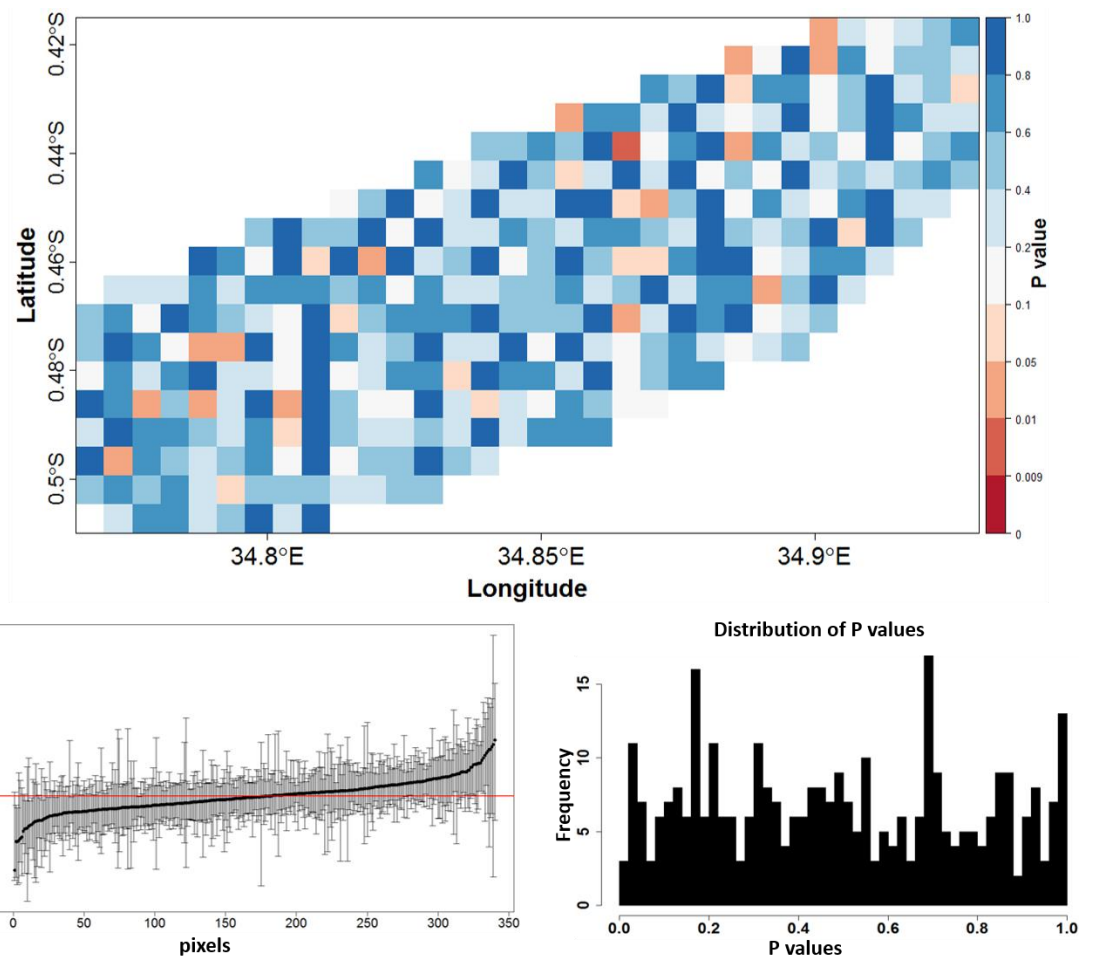 0.42°S
0.44°S
0.46°S
0.48°S
0.5°S
Latitude
34.8°E
34.85°E
34.9°E
Longitude
1.0
0.8
0.6
0.4
0.2
0.1
0.05
0.01
0.009
0
P value
0
50
100
150
200
250
300
350
pixels
Distribution of P values
15
10
5
0
Frequency
0.0
0.2
0.4
0.6
0.8
1.0
P values